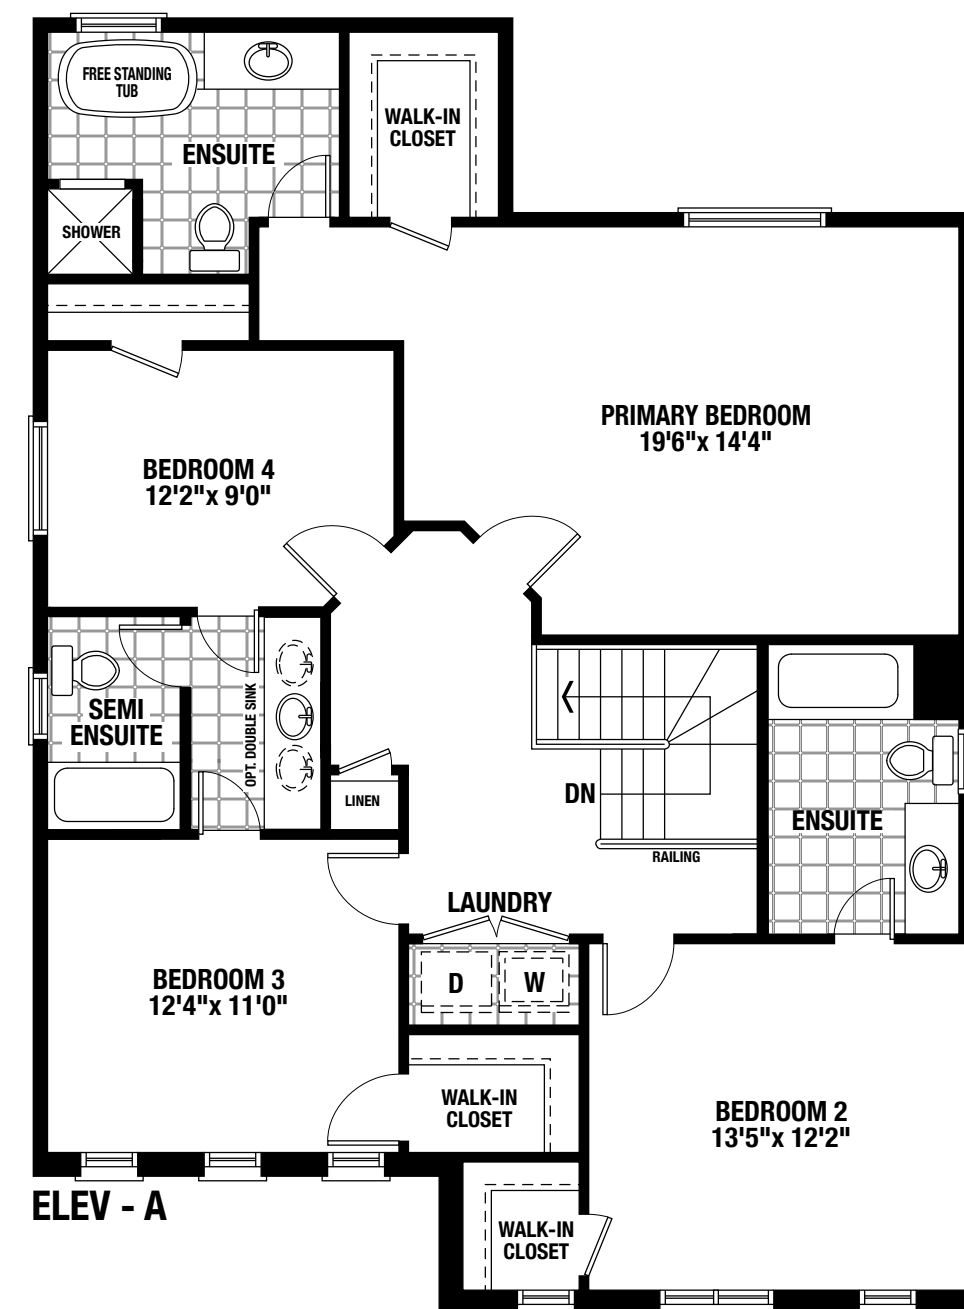 FREE STANDING
TUB
ENSUITE
WALK-IN
CLOSET
SHOWER
PRIMARY BEDROOM
19'6"x 14'4"
BEDROOM 4
12'2"x 9'0"
SEMI
ENSUITE
OPT. DOUBLE SINK
LINEN
DN
RAILING
ENSUITE
LAUNDRY
D
W
BEDROOM 3
12'4"x 11'0"
WALK-IN
CLOSET
BEDROOM 2
13'5"x 12'2"
WALK-IN
CLOSET
ELEV - A